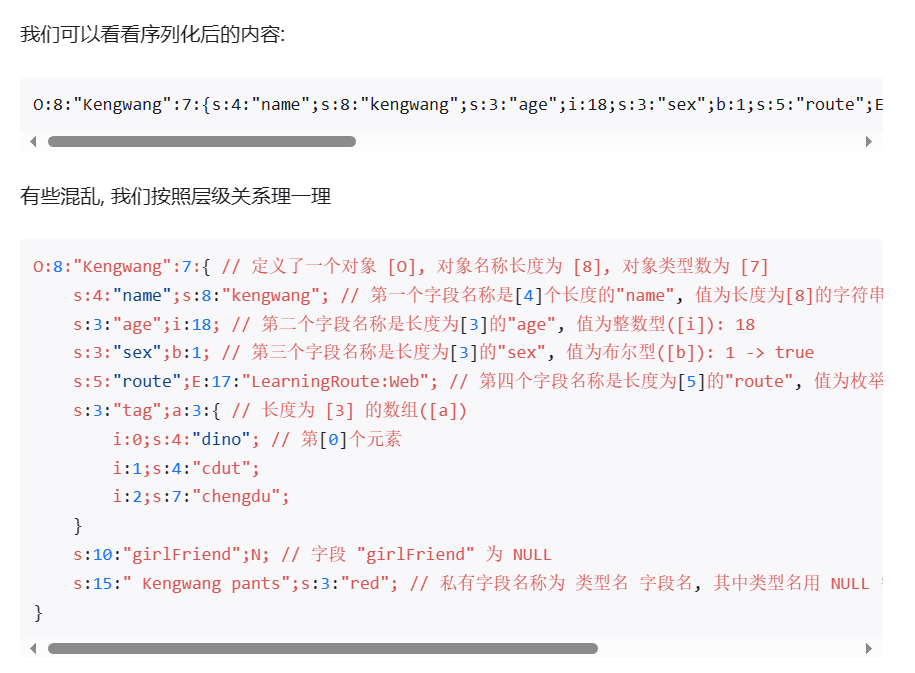 我们可以看看序列化后的内容:
O:8:"Kengwang":7:{s:4:"name";s:8:"kengwang";s:3:"age";i:18;s:3:"sex";b:1;s:5:"route";E
有些混乱, 我们按照层级关系理一理
O:8:"Kengwang":7:{ // 定义了一个对象 [O], 对象名称长度为 [8], 对象类型数为 [7]
    s:4:"name";s:8:"kengwang"; // 第一个字段名称是[4]个长度的"name", 值为长度为[8]的字符串
    s:3:"age";i:18; // 第二个字段名称是长度为[3]的"age", 值为整数型([i]): 18
    s:3:"sex";b:1; // 第三个字段名称是长度为[3]的"sex", 值为布尔型([b]): 1 -> true
    s:5:"route";E:17:"LearningRoute:Web"; // 第四个字段名称是长度为[5]的"route", 值为枚举
    s:3:"tag";a:3:{ // 长度为 [3] 的数组([a])
        i:0;s:4:"dino"; // 第[0]个元素
        i:1;s:4:"cdut";
        i:2;s:7:"chengdu";
    }
    s:10:"girlFriend";N; // 字段 "girlFriend" 为 NULL
    s:15:" Kengwang pants";s:3:"red"; // 私有字段名称为 类型名 字段名, 其中类型名用 NULL
}